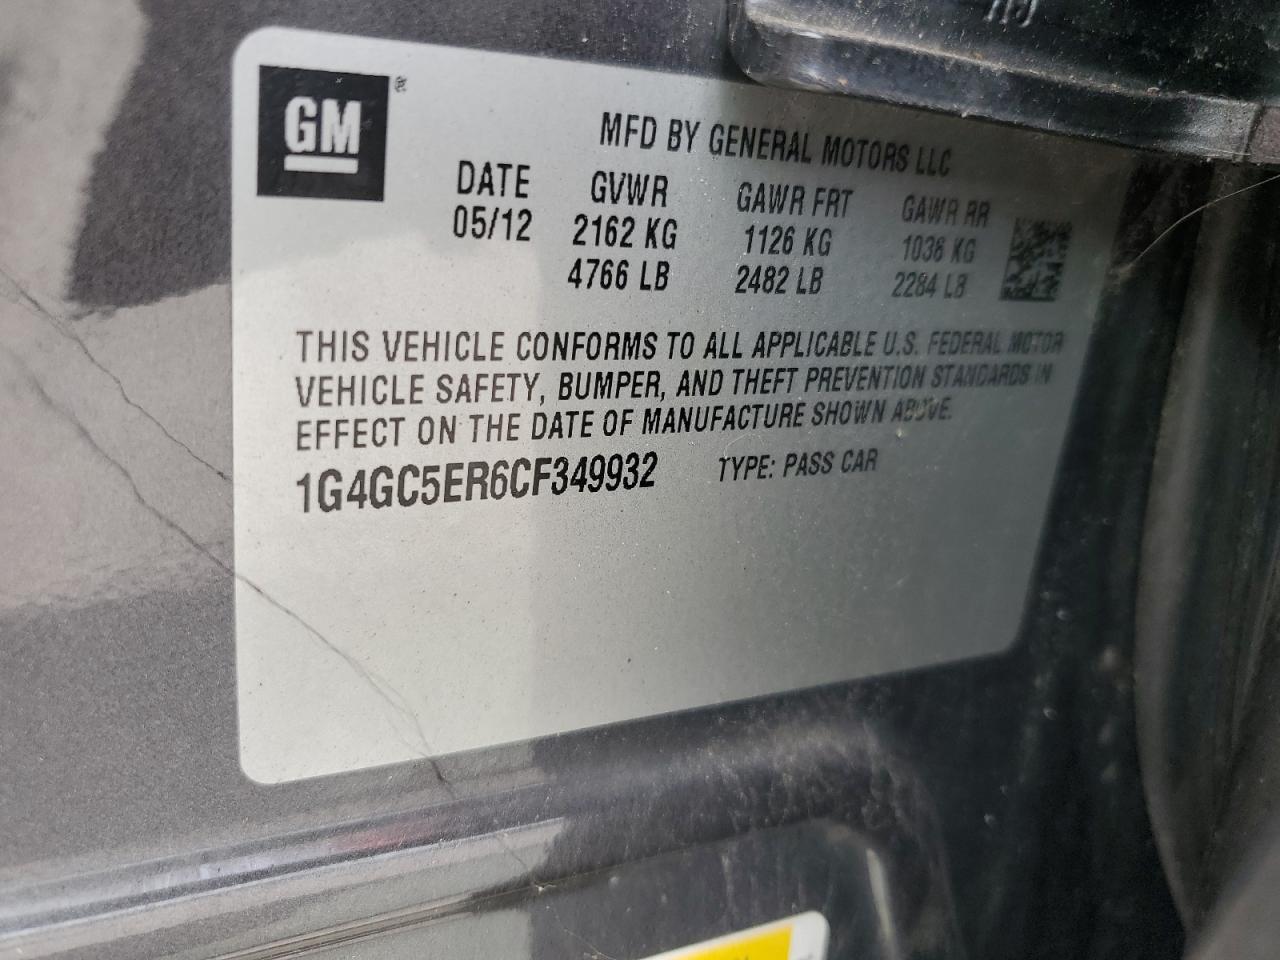 GM
®
MFD BY GENERAL MOTORS LLC
DATE GVWR GAWR FRT GAWR RR
05/12 2162 KG 1126 KG 1036 KG
4766 LB 2482 LB 2284 LB
THIS VEHICLE CONFORMS TO ALL APPLICABLE U.S. FEDERAL MOTOR
VEHICLE SAFETY, BUMPER, AND THEFT PREVENTION STANDARDS IN
EFFECT ON THE DATE OF MANUFACTURE SHOWN ABOVE.
1G4GC5ER6CF349932 TYPE: PASS CAR